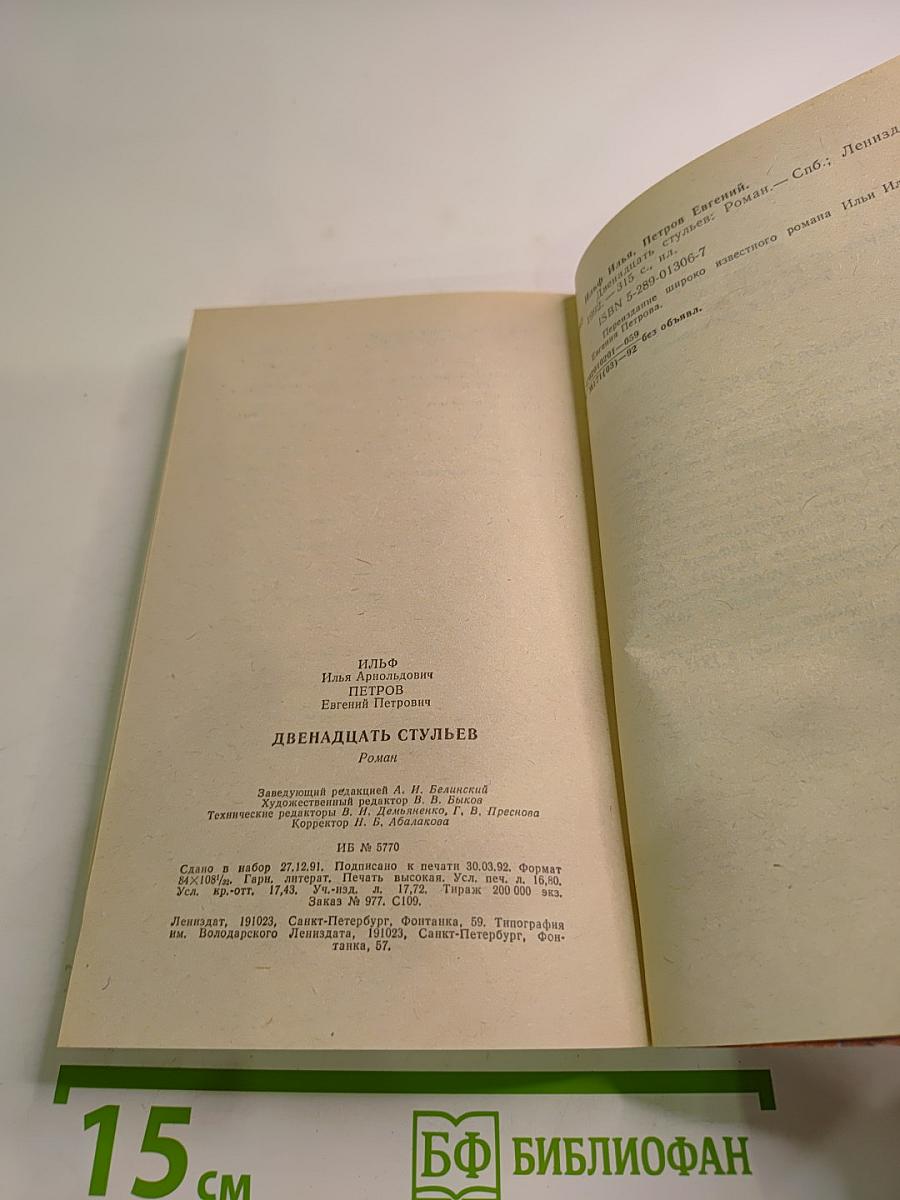 ИЛЬФ
Илья Арнольдович
ПЕТРОВ
Евгений Петрович
ДВЕНАДЦАТЬ СТУЛЬЕВ
Роман
Заведующий редакцией А. И. Белинский
Художественный редактор В. В. Быков
Технические редакторы В. И. Демьяненко, Г. В. Преснова
Корректор Н. Б. Абалакова
ИБ № 5770
Сдано в набор 27.12.91. Подписано к печати 30.03.92. Формат
84×108 1/32. Гарн. литерат. Печать высокая. Усл. печ. л. 16,80.
Усл. кр.-отт. 17,43. Уч.-изд. л. 17,72. Тираж 200 000 экз.
Заказ № 977. С109.
Лениздат, 191023, Санкт-Петербург, Фонтанка, 59. Типография
им. Володарского Лениздата, 191023, Санкт-Петербург, Фон-
танка, 57.
Ильф Илья, Петров Евгений.
Двенадцать стульев: Роман.— Спб.; Лениз
1992.— 315 с., ил.
ISBN 5-289-01306-7
Переиздание широко известного романа Ильи
Евгения Петрова.
без объявл.
15 см
БФ БИБЛИОФАН